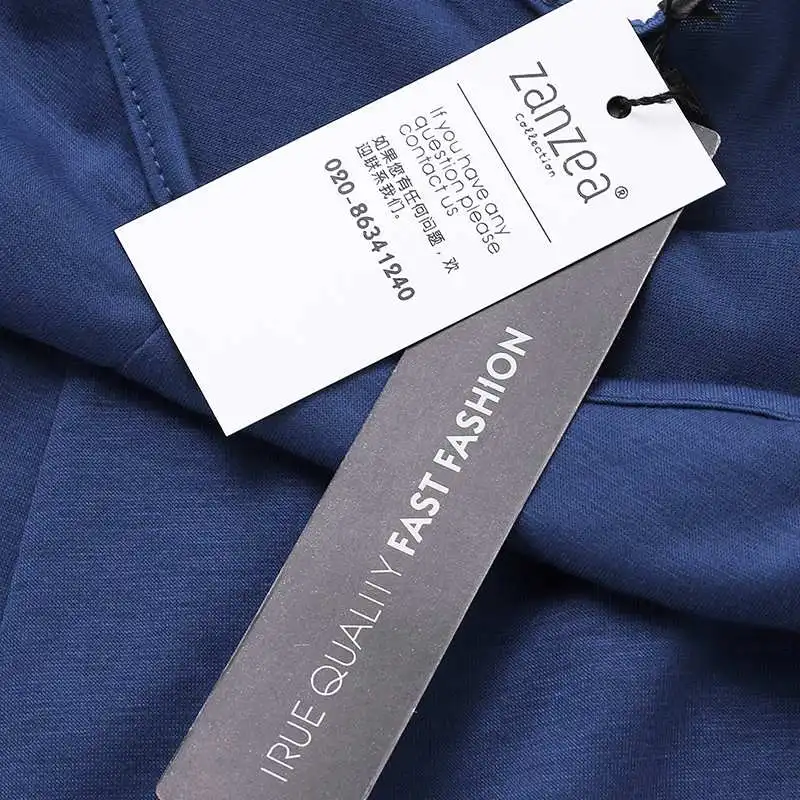 zanzea®
collection
If you have any
question please
contact us
如果您有任何问题，欢
迎联系我们。
020-86341240
TRUE QUALITY FAST FASHION